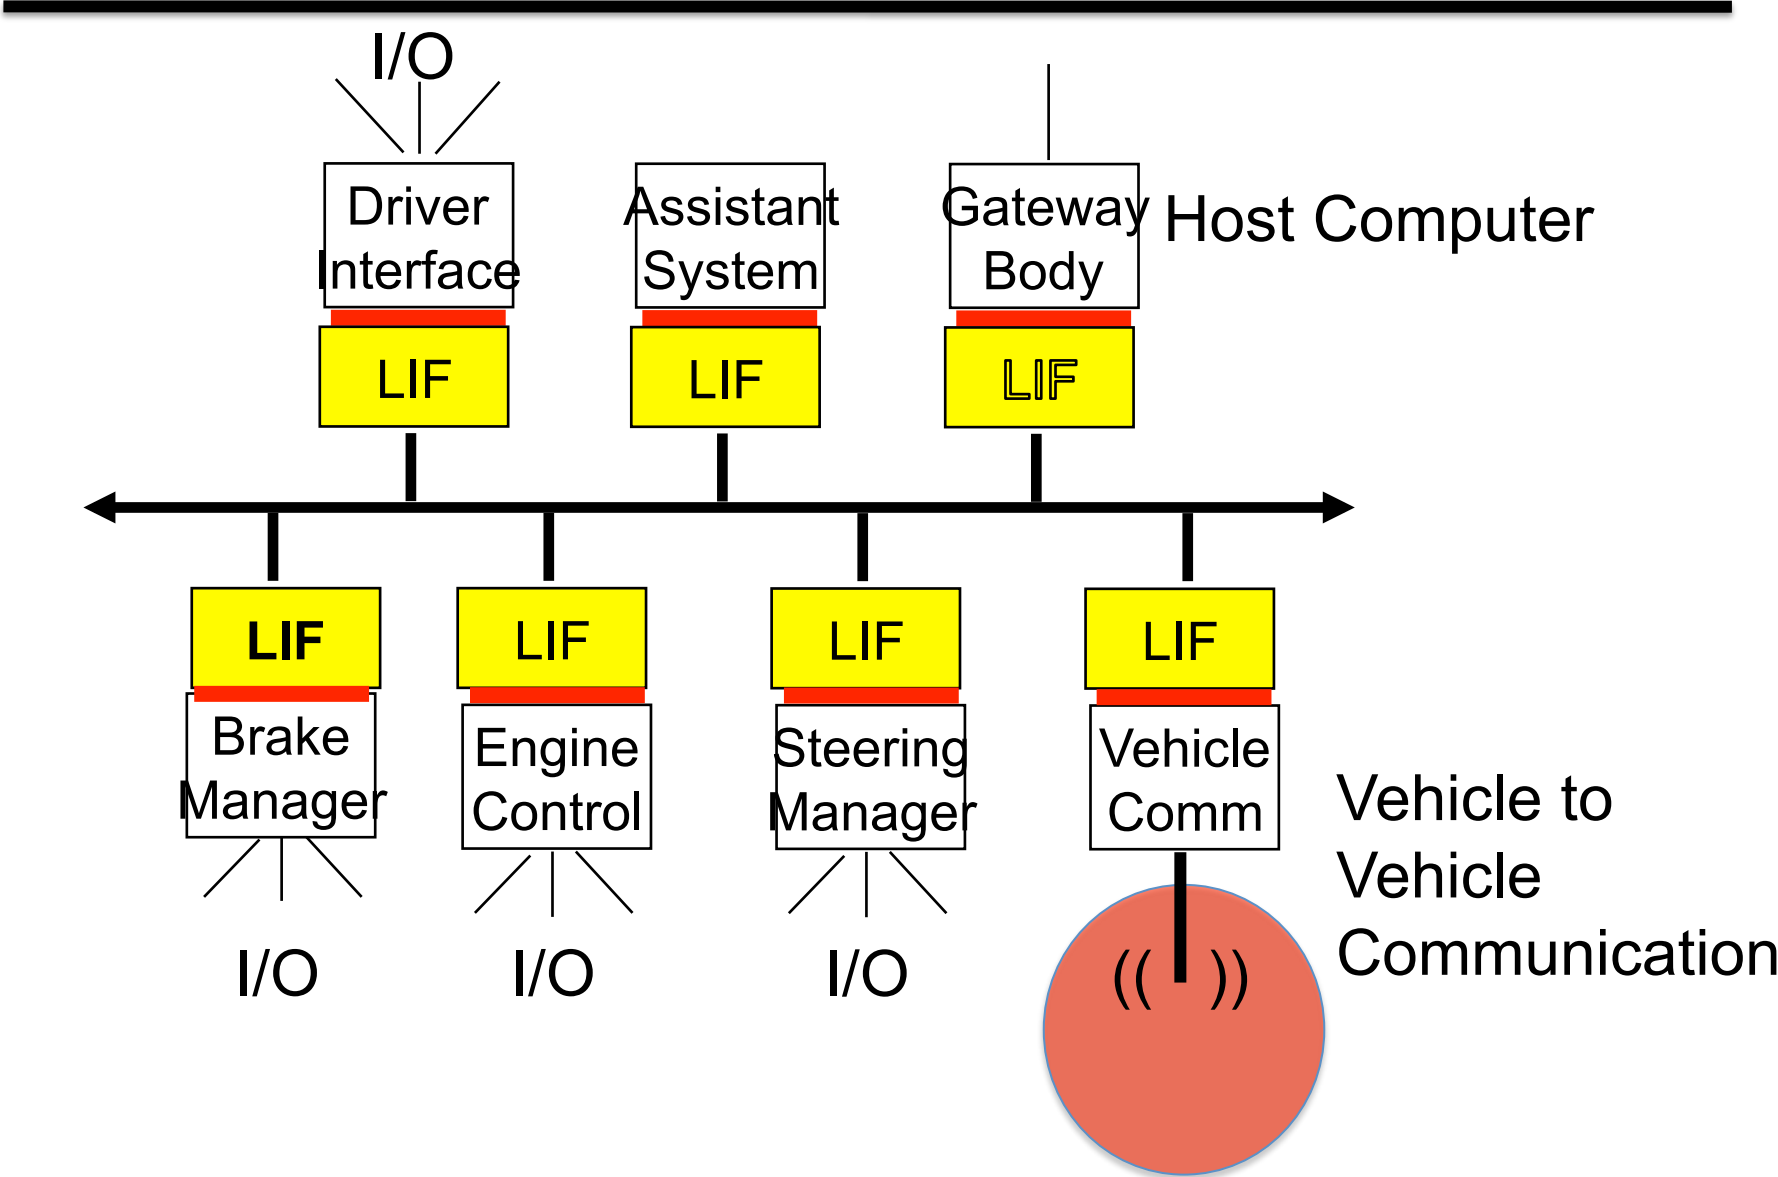 I/O
Driver
Interface
Assistant
System
Gateway
Body
Host Computer
LIF
LIF
LIF
LIF
LIF
LIF
LIF
Brake
Manager
Engine
Control
Steering
Manager
Vehicle
Comm
Vehicle to
Vehicle
Communication
I/O
I/O
I/O
(( ))